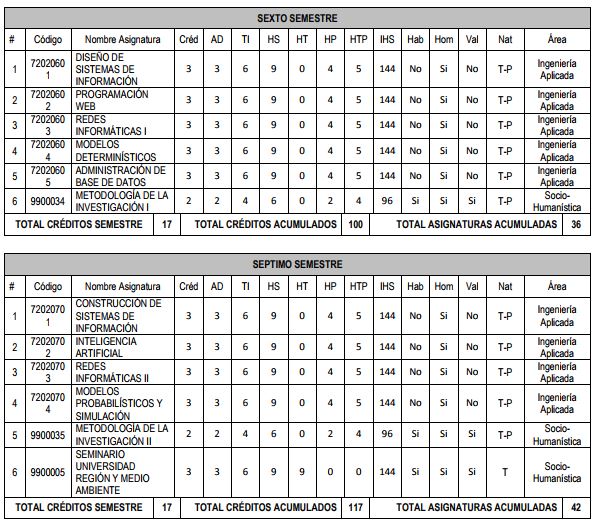 SEXTO SEMESTRE
# Código Nombre Asignatura Créd AD TI HS HT HP HTP IHS Hab Hom Val Nat Área
1 72020601 DISEÑO DE SISTEMAS DE INFORMACIÓN 3 3 6 9 0 4 5 144 No Si No T-P Ingeniería Aplicada
2 72020602 PROGRAMACIÓN WEB 3 3 6 9 0 4 5 144 No Si No T-P Ingeniería Aplicada
3 72020603 REDES INFORMÁTICAS I 3 3 6 9 0 4 5 144 No Si No T-P Ingeniería Aplicada
4 72020604 MODELOS DETERMINÍSTICOS 3 3 6 9 0 4 5 144 No Si No T-P Ingeniería Aplicada
5 72020605 ADMINISTRACIÓN DE BASE DE DATOS 3 3 6 9 0 4 5 144 No Si No T-P Ingeniería Aplicada
6 9900034 METODOLOGÍA DE LA INVESTIGACIÓN I 2 2 4 6 0 2 4 96 Si Si Si T-P Socio-Humanística
TOTAL CRÉDITOS SEMESTRE 17 TOTAL CRÉDITOS ACUMULADOS 100 TOTAL ASIGNATURAS ACUMULADAS 36
SEPTIMO SEMESTRE
# Código Nombre Asignatura Créd AD TI HS HT HP HTP IHS Hab Hom Val Nat Área
1 72020701 CONSTRUCCIÓN DE SISTEMAS DE INFORMACIÓN 3 3 6 9 0 4 5 144 No Si No T-P Ingeniería Aplicada
2 72020702 INTELIGENCIA ARTIFICIAL 3 3 6 9 0 4 5 144 No Si No T-P Ingeniería Aplicada
3 72020703 REDES INFORMÁTICAS II 3 3 6 9 0 4 5 144 No Si No T-P Ingeniería Aplicada
4 72020704 MODELOS PROBABILÍSTICOS Y SIMULACIÓN 3 3 6 9 0 4 5 144 No Si No T-P Ingeniería Aplicada
5 9900035 METODOLOGÍA DE LA INVESTIGACIÓN II 2 2 4 6 0 2 4 96 Si Si Si T-P Socio-Humanística
6 9900005 SEMINARIO UNIVERSIDAD REGIÓN Y MEDIO AMBIENTE 3 3 6 9 9 0 0 144 Si Si Si T Socio-Humanística
TOTAL CRÉDITOS SEMESTRE 17 TOTAL CRÉDITOS ACUMULADOS 117 TOTAL ASIGNATURAS ACUMULADAS 42